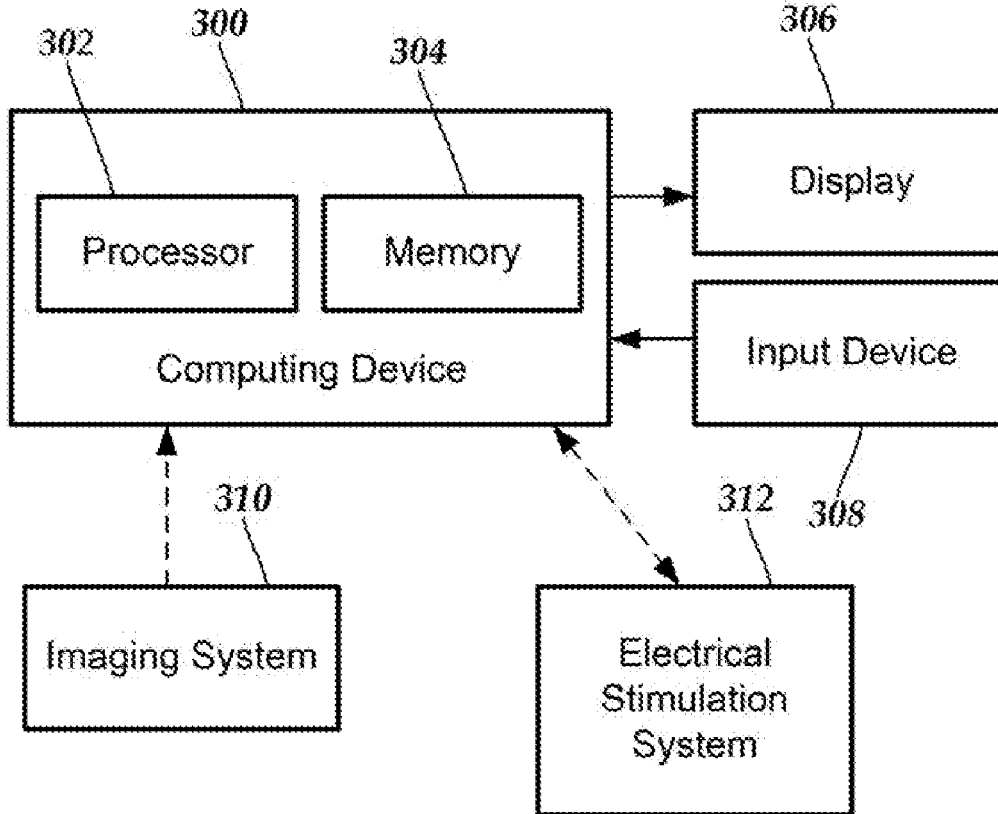 302
300
304
306
Processor
Memory
Computing Device
Display
Input Device
310
312
308
Imaging System
Electrical
Stimulation
System